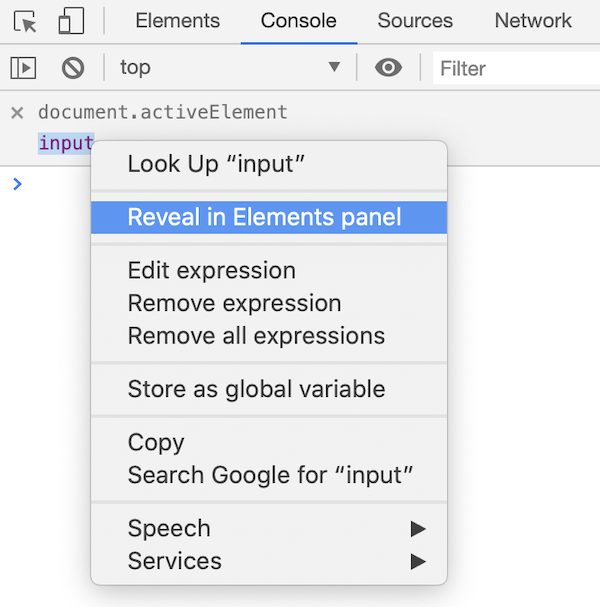 Elements Console Sources Network
top Filter
document.activeElement
input
Look Up “input”
Reveal in Elements panel
Edit expression
Remove expression
Remove all expressions
Store as global variable
Copy
Search Google for “input”
Speech
Services